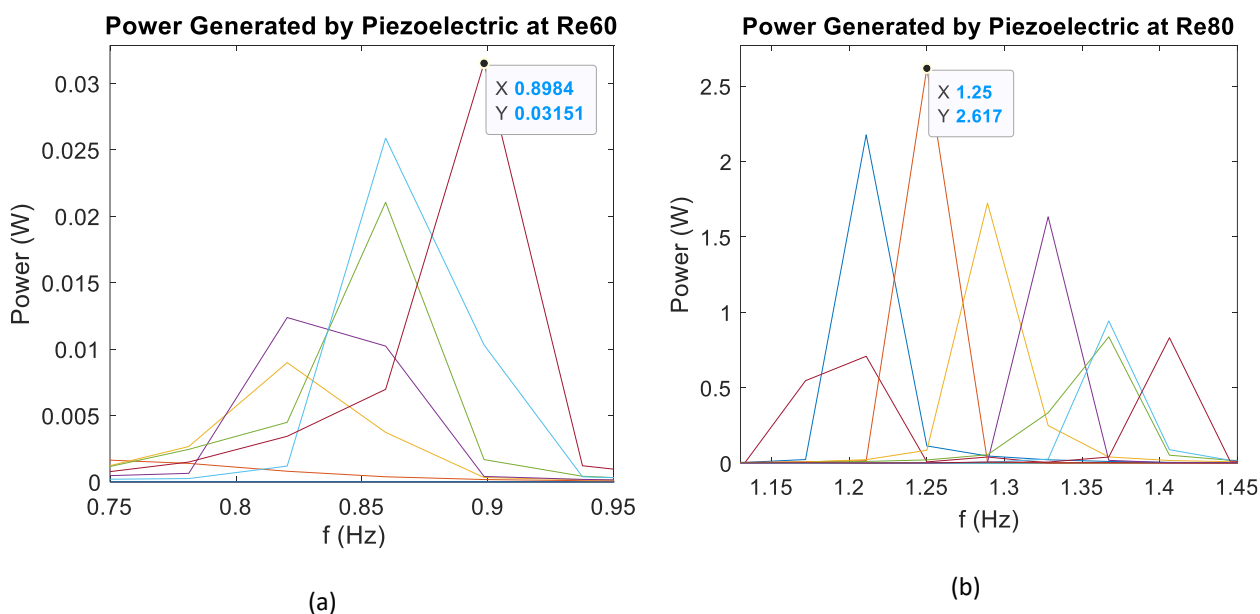 Power Generated by Piezoelectric at Re60
0.03
0.025
0.02
0.015
0.01
0.005
0
Power (W)
X 0.8984
Y 0.03151
0.75
0.8
0.85
0.9
0.95
f (Hz)
(a)
Power Generated by Piezoelectric at Re80
2.5
2
1.5
1
0.5
0
Power (W)
X 1.25
Y 2.617
1.15
1.2
1.25
1.3
1.35
1.4
1.45
f (Hz)
(b)